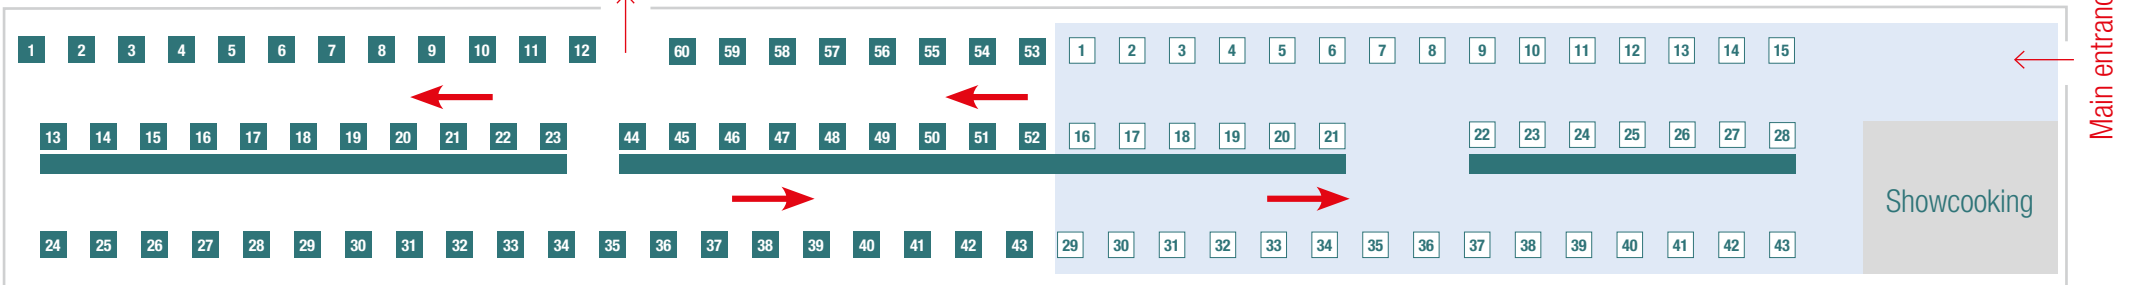 1 2 3 4 5 6 7 8 9 10 11 12 60 59 58 57 56 55 54 53 1 2 3 4 5 6 7 8 9 10 11 12 13 14 15
13 14 15 16 17 18 19 20 21 22 23 44 45 46 47 48 49 50 51 52 16 17 18 19 20 21 22 23 24 25 26 27 28
24 25 26 27 28 29 30 31 32 33 34 35 36 37 38 39 40 41 42 43 29 30 31 32 33 34 35 36 37 38 39 40 41 42 43
Showcooking
Main entranc